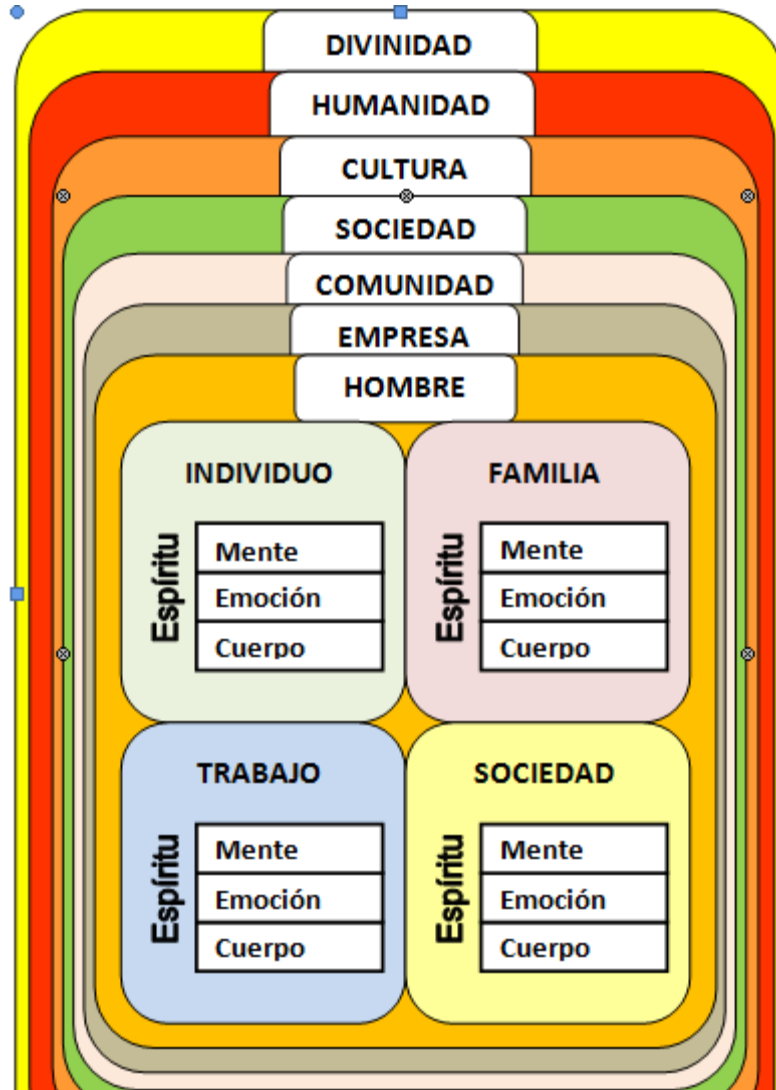 DIVINIDAD
HUMANIDAD
CULTURA
SOCIEDAD
COMUNIDAD
EMPRESA
HOMBRE
INDIVIDUO
Espíritu
Mente
Emoción
Cuerpo
FAMILIA
Espíritu
Mente
Emoción
Cuerpo
TRABAJO
Espíritu
Mente
Emoción
Cuerpo
SOCIEDAD
Espíritu
Mente
Emoción
Cuerpo